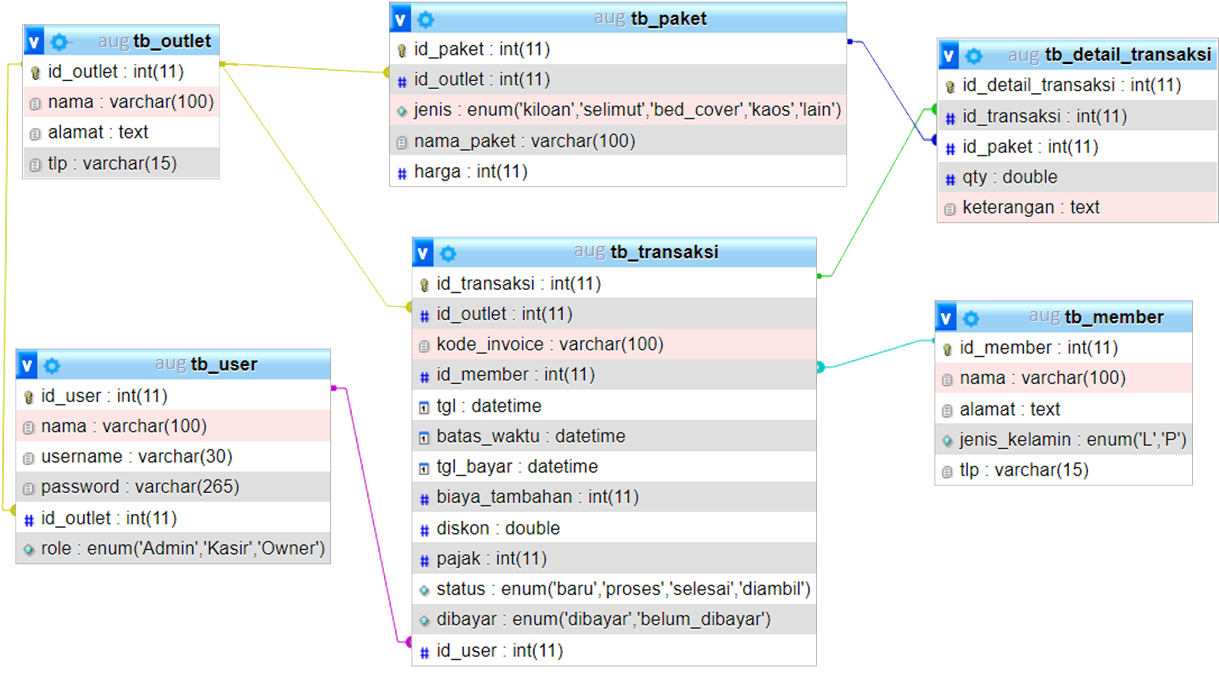 v aug tb_outlet
id_outlet : int(11)
nama : varchar(100)
alamat : text
tlp : varchar(15)
v aug tb_paket
id_paket : int(11)
id_outlet : int(11)
jenis : enum('kiloan','selimut','bed_cover','kaos','lain')
nama_paket : varchar(100)
harga : int(11)
v aug tb_detail_transaksi
id_detail_transaksi : int(11)
id_transaksi : int(11)
id_paket : int(11)
qty : double
keterangan : text
v aug tb_transaksi
id_transaksi : int(11)
id_outlet : int(11)
kode_invoice : varchar(100)
id_member : int(11)
tgl : datetime
batas_waktu : datetime
tgl_bayar : datetime
biaya_tambahan : int(11)
diskon : double
pajak : int(11)
status : enum('baru','proses','selesai','diambil')
dibayar : enum('dibayar','belum_dibayar')
id_user : int(11)
v aug tb_user
id_user : int(11)
nama : varchar(100)
username : varchar(30)
password : varchar(265)
id_outlet : int(11)
role : enum('Admin','Kasir','Owner')
v aug tb_member
id_member : int(11)
nama : varchar(100)
alamat : text
jenis_kelamin : enum('L','P')
tlp : varchar(15)